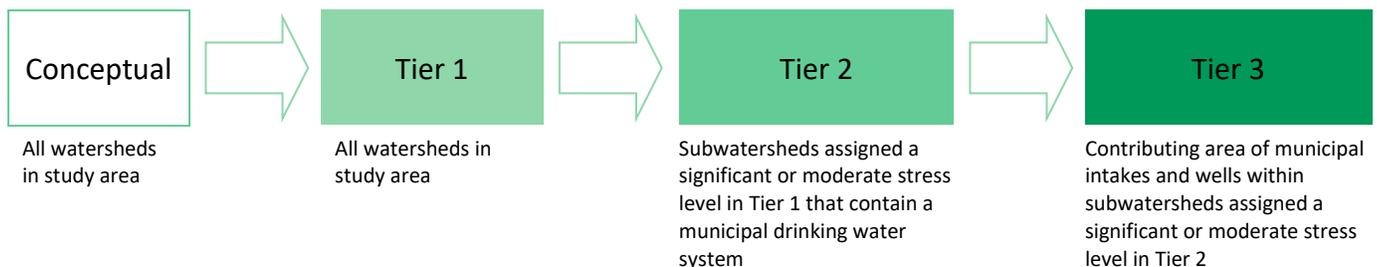 Conceptual
Tier 1
Tier 2
Tier 3
All watersheds
in study area
All watersheds in
study area
Subwatersheds assigned a
significant or moderate stress
level in Tier 1 that contain a
municipal drinking water
system
Contributing area of municipal
intakes and wells within
subwatersheds assigned a
significant or moderate stress
level in Tier 2